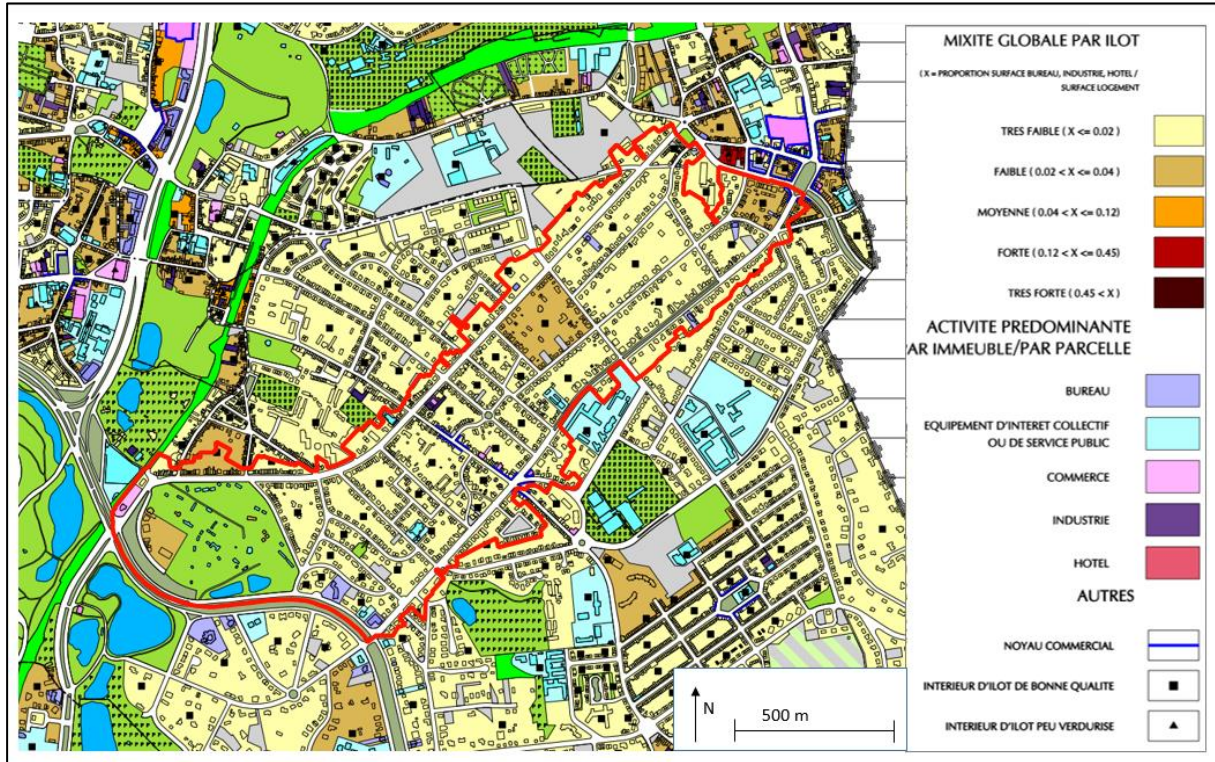 MIXITE GLOBALE PAR ILOT
( X = PROPORTION SURFACE BUREAU, INDUSTRIE, HOTEL /
SURFACE LOGEMENT
TRES FAIBLE ( X <= 0.02)
FAIBLE ( 0.02 < X <= 0.04)
MOYENNE ( 0.04 < X <= 0.12)
FORTE ( 0.12 < X <= 0.45)
TRES FORTE ( 0.45 < X )
ACTIVITE PREDOMINANTE
AR IMMEUBLE/PAR PARCELLE
BUREAU
EQUIPEMENT D'INTERET COLLECTIF
OU DE SERVICE PUBLIC
COMMERCE
INDUSTRIE
HOTEL
AUTRES
NOYAU COMMERCIAL
INTERIEUR D'ILOT DE BONNE QUALITE
INTERIEUR D'ILOT PEU VERDURISE
N
500 m